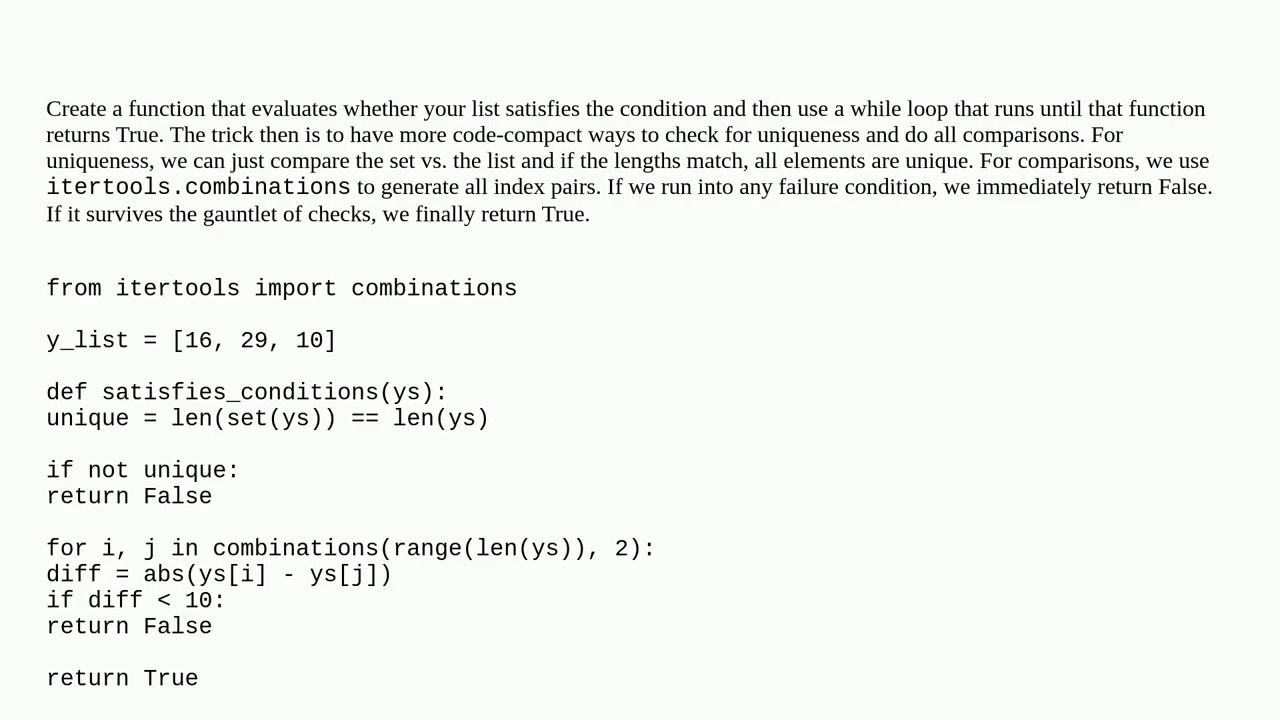 Create a function that evaluates whether your list satisfies the condition and then use a while loop that runs until that function
returns True. The trick then is to have more code-compact ways to check for uniqueness and do all comparisons. For
uniqueness, we can just compare the set vs. the list and if the lengths match, all elements are unique. For comparisons, we use
itertools.combinations to generate all index pairs. If we run into any failure condition, we immediately return False.
If it survives the gauntlet of checks, we finally return True.
from itertools import combinations
y_list = [16, 29, 10]
def satisfies_conditions(ys):
unique = len(set(ys)) == len(ys)
if not unique:
return False
for i, j in combinations(range(len(ys)), 2):
diff = abs(ys[i] - ys[j])
if diff < 10:
return False
return True